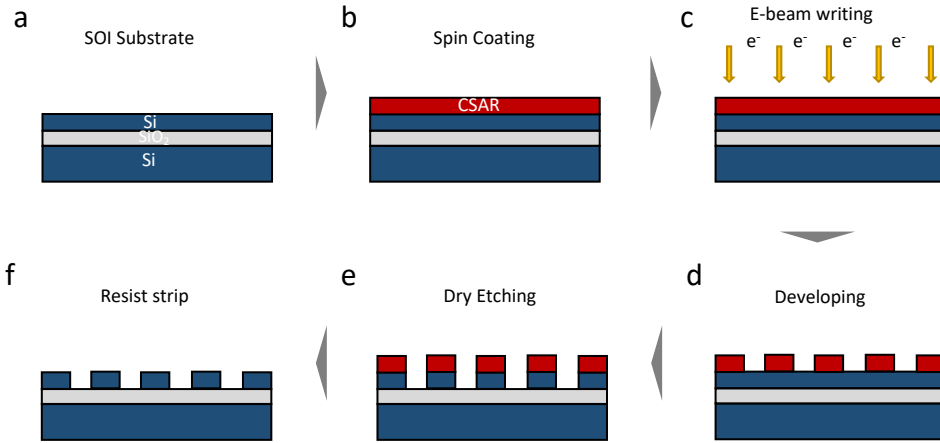 a
SOI Substrate
Si
SiO₂
Si
b
Spin Coating
CSAR
c
E-beam writing
e⁻ e⁻ e⁻ e⁻
d
Developing
e
Dry Etching
f
Resist strip